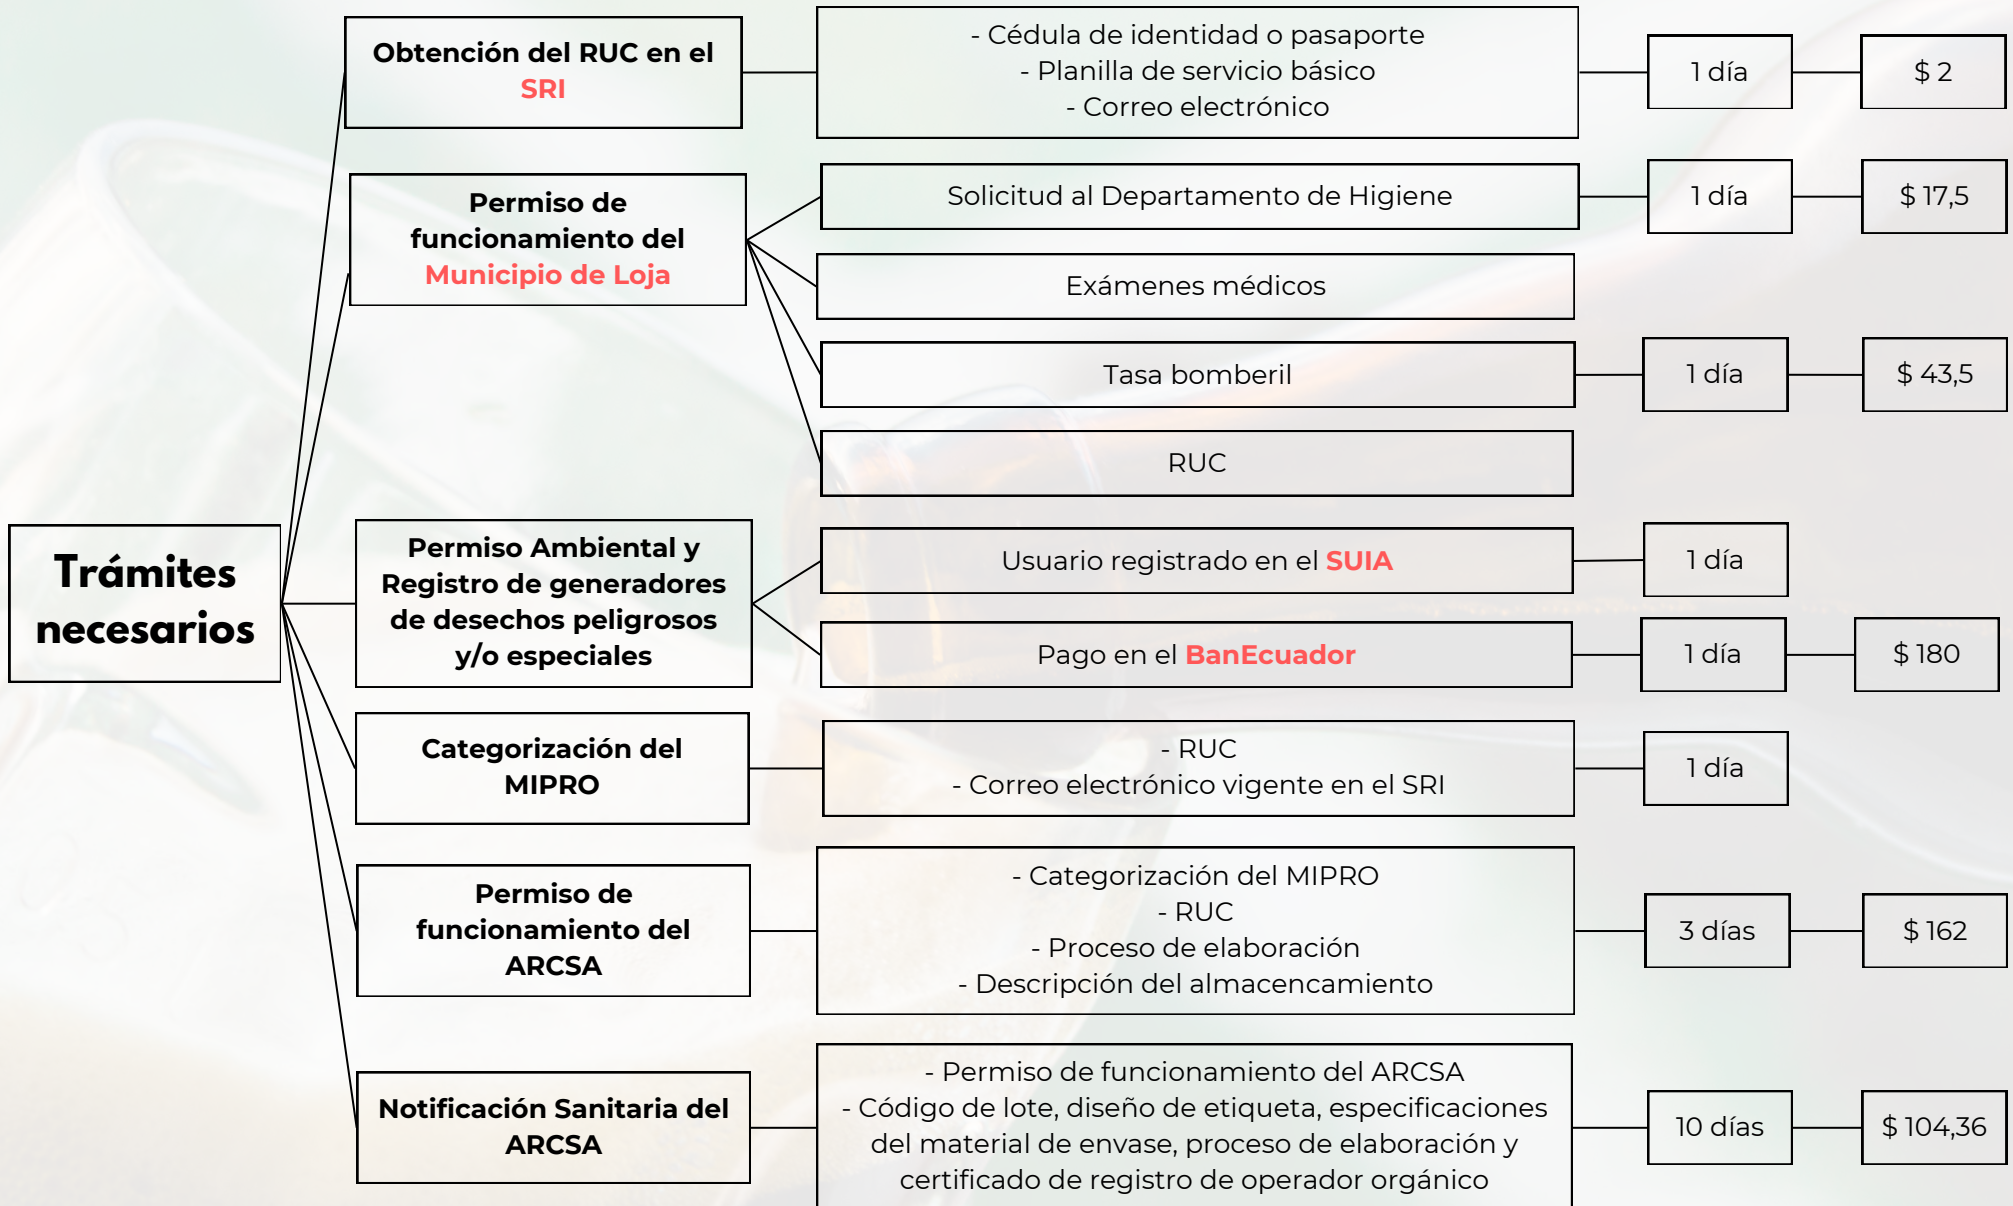 Trámites
necesarios
Obtención del RUC en el
SRI
- Cédula de identidad o pasaporte
- Planilla de servicio básico
- Correo electrónico
1 día
$ 2
Permiso de
funcionamiento del
Municipio de Loja
Solicitud al Departamento de Higiene
1 día
$ 17,5
Exámenes médicos
Tasa bomberil
1 día
$ 43,5
RUC
Permiso Ambiental y
Registro de generadores
de desechos peligrosos
y/o especiales
Usuario registrado en el SUIA
1 día
Pago en el BanEcuador
1 día
$ 180
Categorización del
MIPRO
- RUC
- Correo electrónico vigente en el SRI
1 día
Permiso de
funcionamiento del
ARCSA
- Categorización del MIPRO
- RUC
- Proceso de elaboración
- Descripción del almacencamiento
3 días
$ 162
Notificación Sanitaria del
ARCSA
- Permiso de funcionamiento del ARCSA
- Código de lote, diseño de etiqueta, especificaciones
del material de envase, proceso de elaboración y
certificado de registro de operador orgánico
10 días
$ 104,36